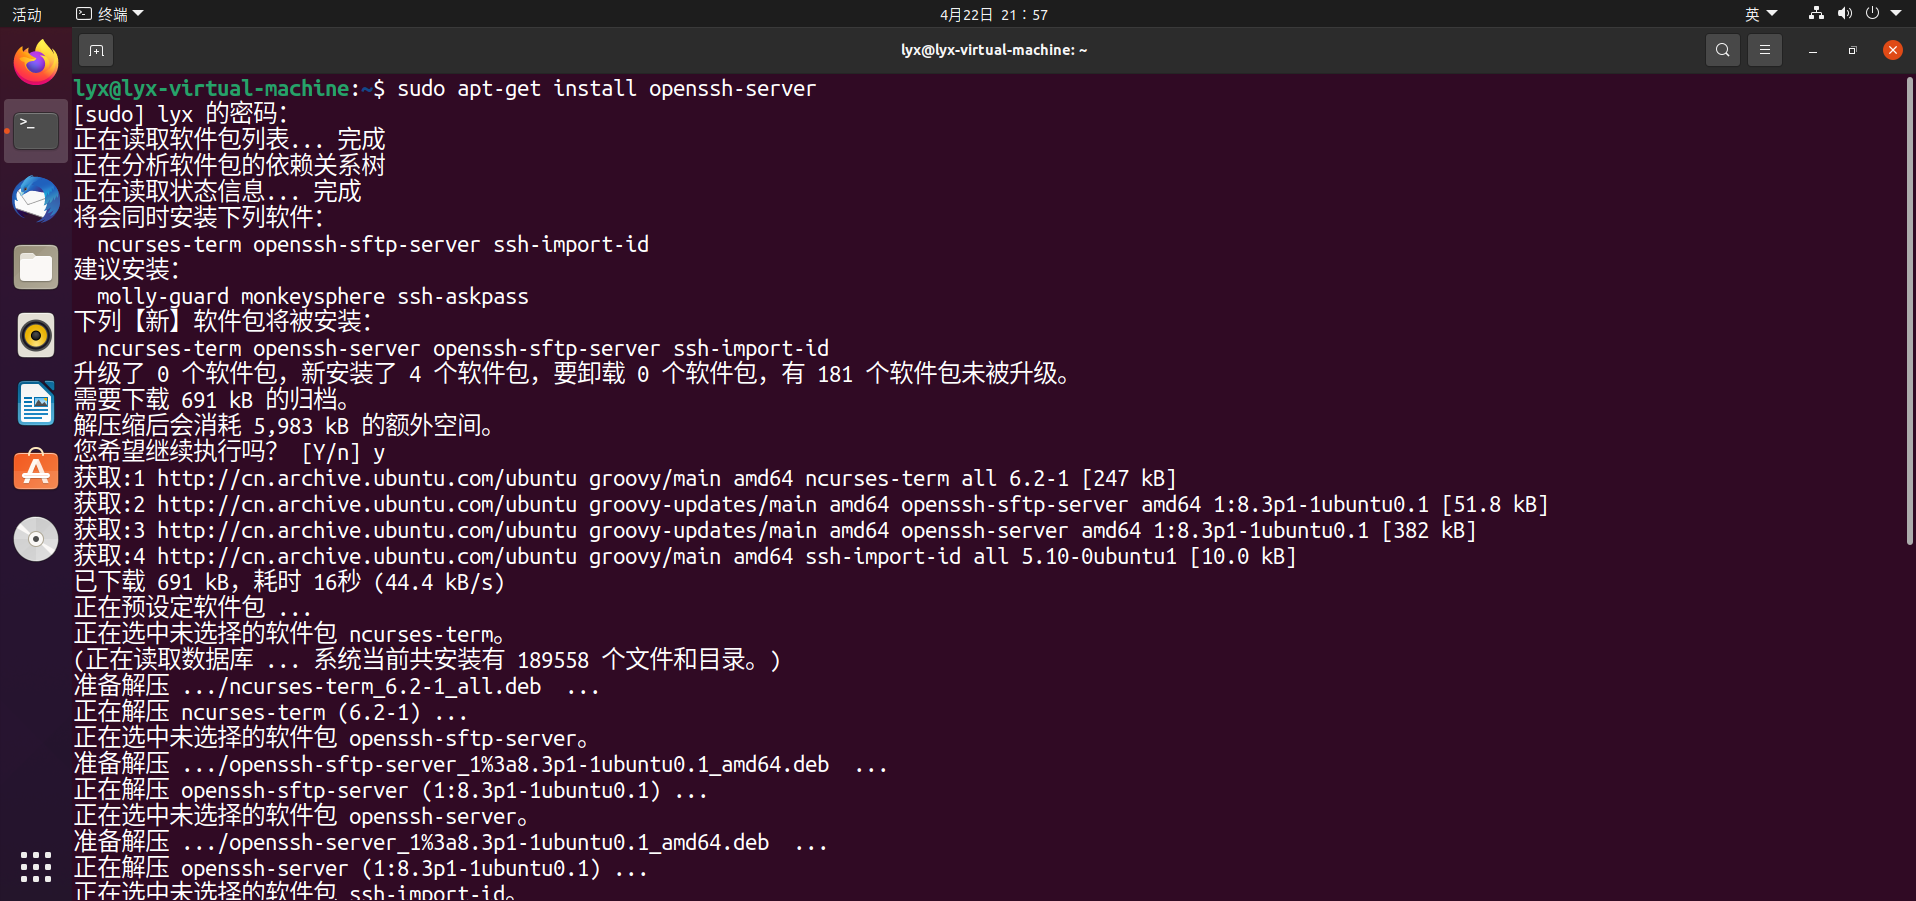 活动
终端
4月22日 21：57
英
lyx@lyx-virtual-machine: ~
lyx@lyx-virtual-machine:~$ sudo apt-get install openssh-server
[sudo] lyx 的密码：
正在读取软件包列表... 完成
正在分析软件包的依赖关系树
正在读取状态信息... 完成
将会同时安装下列软件：
  ncurses-term openssh-sftp-server ssh-import-id
建议安装：
  molly-guard monkeysphere ssh-askpass
下列【新】软件包将被安装：
  ncurses-term openssh-server openssh-sftp-server ssh-import-id
升级了 0 个软件包，新安装了 4 个软件包，要卸载 0 个软件包，有 181 个软件包未被升级。
需要下载 691 kB 的归档。
解压缩后会消耗 5,983 kB 的额外空间。
您希望继续执行吗？ [Y/n] y
获取:1 http://cn.archive.ubuntu.com/ubuntu groovy/main amd64 ncurses-term all 6.2-1 [247 kB]
获取:2 http://cn.archive.ubuntu.com/ubuntu groovy-updates/main amd64 openssh-sftp-server amd64 1:8.3p1-1ubuntu0.1 [51.8 kB]
获取:3 http://cn.archive.ubuntu.com/ubuntu groovy-updates/main amd64 openssh-server amd64 1:8.3p1-1ubuntu0.1 [382 kB]
获取:4 http://cn.archive.ubuntu.com/ubuntu groovy/main amd64 ssh-import-id all 5.10-0ubuntu1 [10.0 kB]
已下载 691 kB，耗时 16秒 (44.4 kB/s)
正在预设定软件包 ...
正在选中未选择的软件包 ncurses-term。
(正在读取数据库 ... 系统当前共安装有 189558 个文件和目录。)
准备解压 .../ncurses-term_6.2-1_all.deb  ...
正在解压 ncurses-term (6.2-1) ...
正在选中未选择的软件包 openssh-sftp-server。
准备解压 .../openssh-sftp-server_1%3a8.3p1-1ubuntu0.1_amd64.deb  ...
正在解压 openssh-sftp-server (1:8.3p1-1ubuntu0.1) ...
正在选中未选择的软件包 openssh-server。
准备解压 .../openssh-server_1%3a8.3p1-1ubuntu0.1_amd64.deb  ...
正在解压 openssh-server (1:8.3p1-1ubuntu0.1) ...
正在选中未选择的软件包 ssh-import-id。